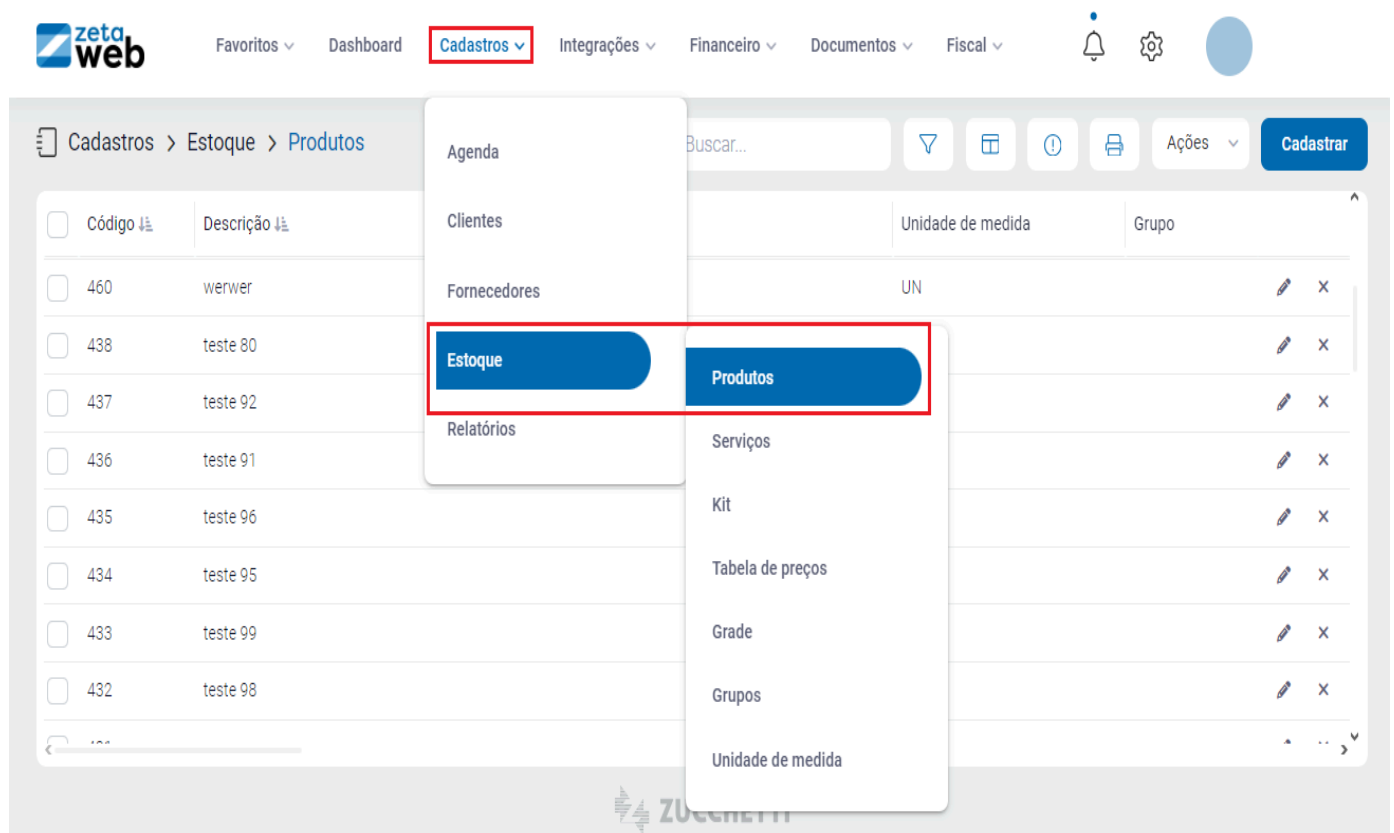 zeta
web
Favoritos
Dashboard
Cadastros
Integrações
Financeiro
Documentos
Fiscal
Cadastros > Estoque > Produtos
Buscar...
Ações
Cadastrar
Agenda
Clientes
Fornecedores
Estoque
Relatórios
Produtos
Serviços
Kit
Tabela de preços
Grade
Grupos
Unidade de medida
Código
Descrição
Unidade de medida
Grupo
460 werwer UN
438 teste 80
437 teste 92
436 teste 91
435 teste 96
434 teste 95
433 teste 99
432 teste 98
ZUCCHETTI